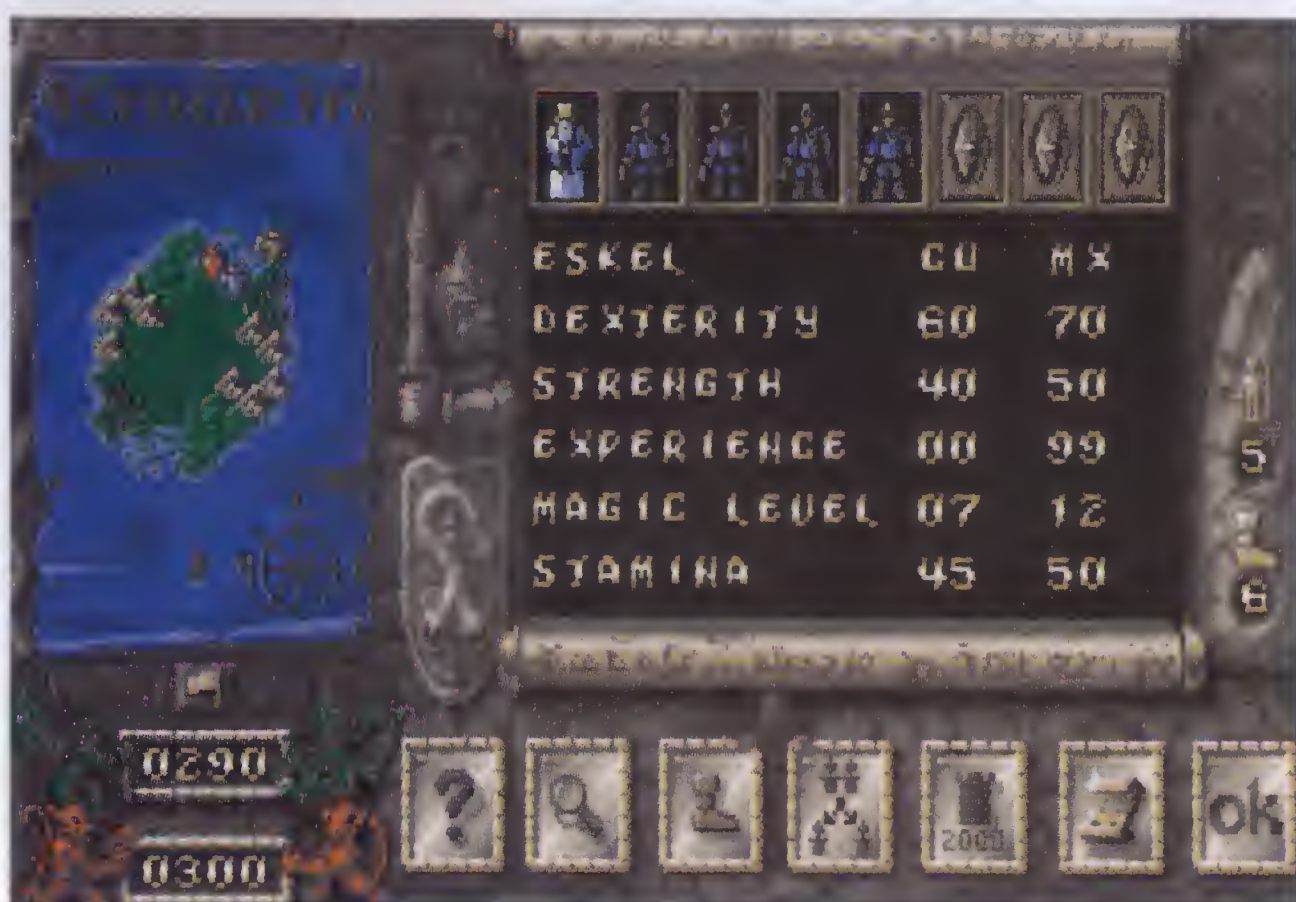 ESKEL CU MX
DEXTERITY 60 70
STRENGTH 40 50
EXPERIENCE 00 99
MAGIC LEVEL 07 12
STAMINA 45 50
5
6
0290
0300
?
2000
ok